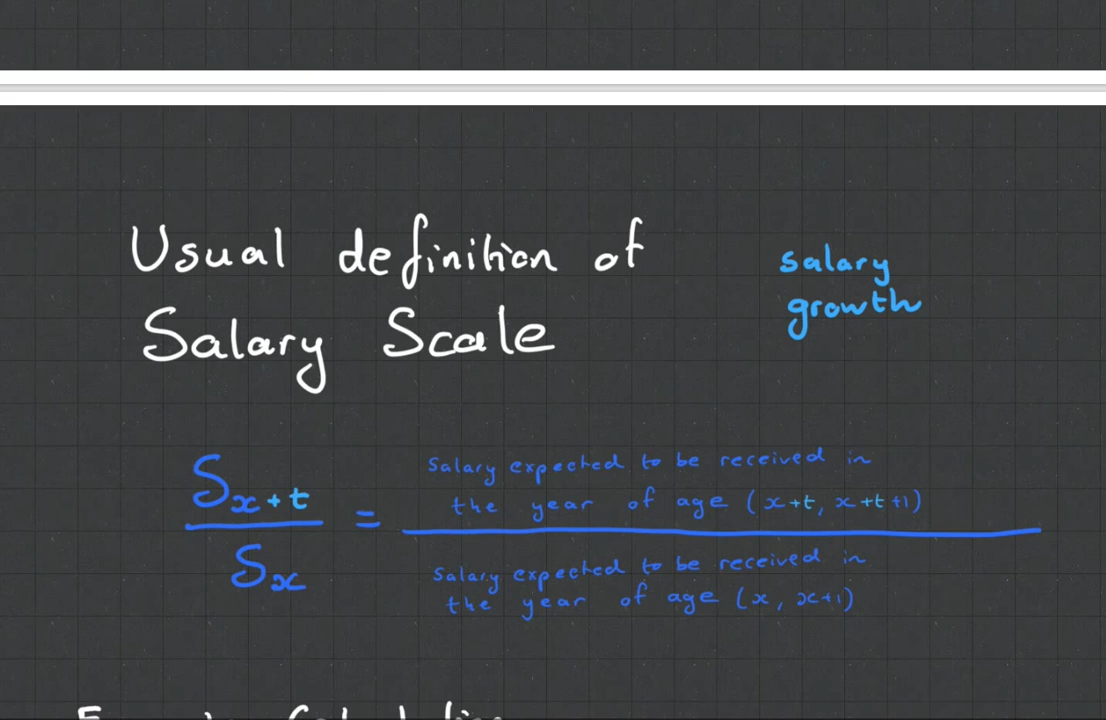 Usual definition of
Salary Scale
salary
growth
Sx+t / Sx =
Salary expected to be received in
the year of age (x+t, x+t+1)
Salary expected to be received in
the year of age (x, x+1)